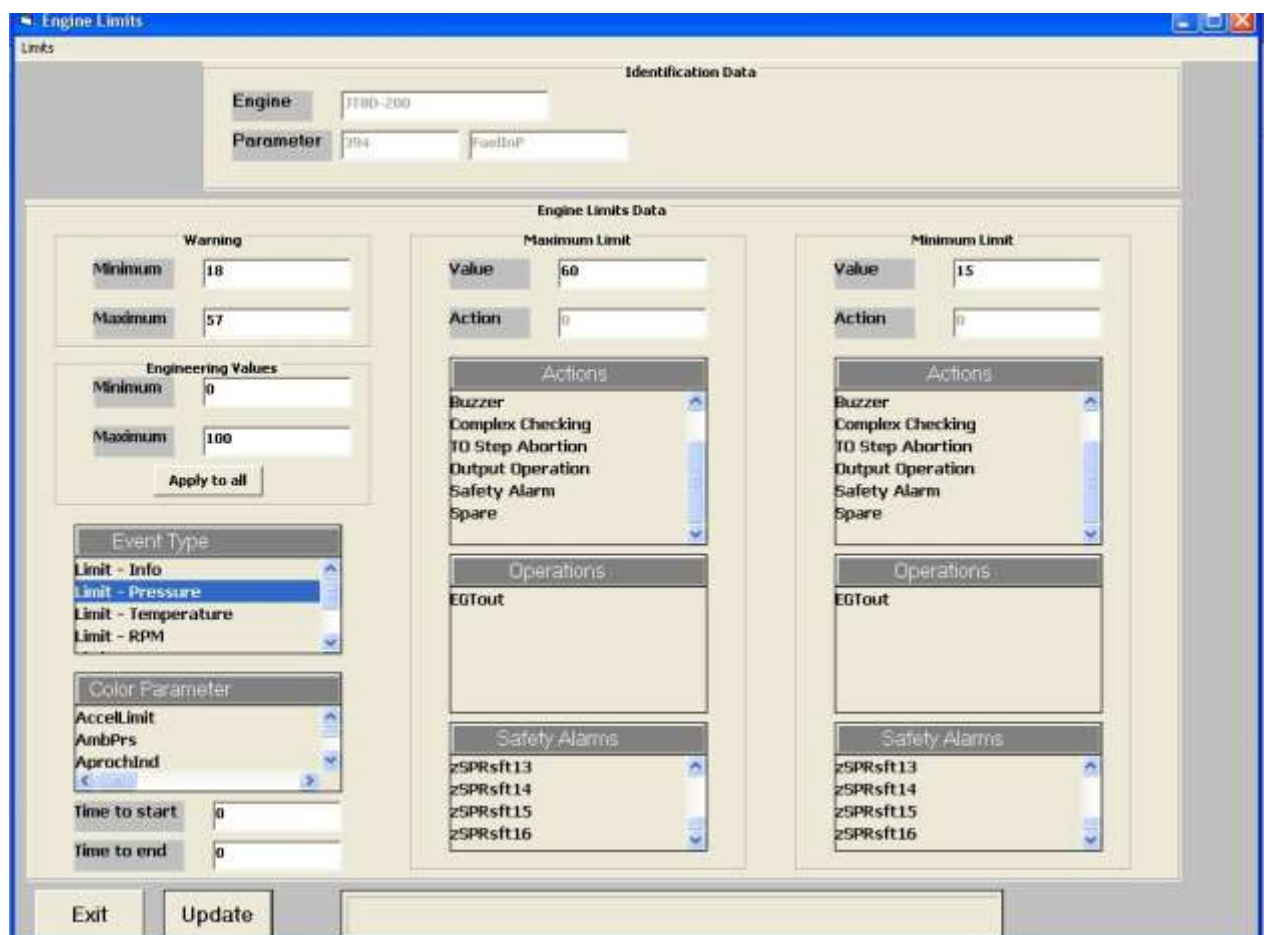 Engine Limits
Limits
Identification Data
Engine JT8D-200
Parameter 394 FuelInP
Engine Limits Data
Warning
Minimum 18
Maximum 57
Engineering Values
Minimum 0
Maximum 100
Apply to all
Event Type
Limit - Info
Limit - Pressure
Limit - Temperature
Limit - RPM
Color Parameter
AccelLimit
AmbPrs
AprochInd
Time to start 0
Time to end 0
Maximum Limit
Value 60
Action 0
Actions
Buzzer
Complex Checking
TO Step Abortion
Output Operation
Safety Alarm
Spare
Operations
EGTout
Safety Alarms
zSPRsft13
zSPRsft14
zSPRsft15
zSPRsft16
Minimum Limit
Value 15
Action 0
Actions
Buzzer
Complex Checking
TO Step Abortion
Output Operation
Safety Alarm
Spare
Operations
EGTout
Safety Alarms
zSPRsft13
zSPRsft14
zSPRsft15
zSPRsft16
Exit Update